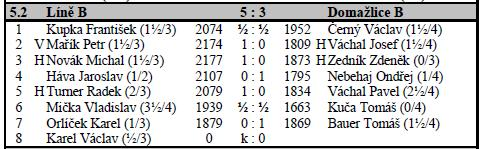 5.2 Líně B 5 : 3 Domažlice B
1 Kupka František (1½/3) 2074 ½ : ½ 1952 Černý Václav (1½/4)
2 V Mařík Petr (1½/3) 2174 1 : 0 1809 H Váchal Josef (1½/4)
3 H Novák Michal (1½/3) 2177 1 : 0 1873 H Zedník Zdeněk (0/3)
4 Háva Jaroslav (1/2) 2107 0 : 1 1795 Nebehaj Ondřej (1/4)
5 H Turner Radek (2/3) 2079 1 : 0 1834 Váchal Pavel (2½/4)
6 Mička Vladislav (3½/4) 1939 ½ : ½ 1663 Kuča Tomáš (0/4)
7 Orlíček Karel (1/3) 1879 0 : 1 1869 Bauer Tomáš (1½/4)
8 Karel Václav (½/3) 0 k : 0